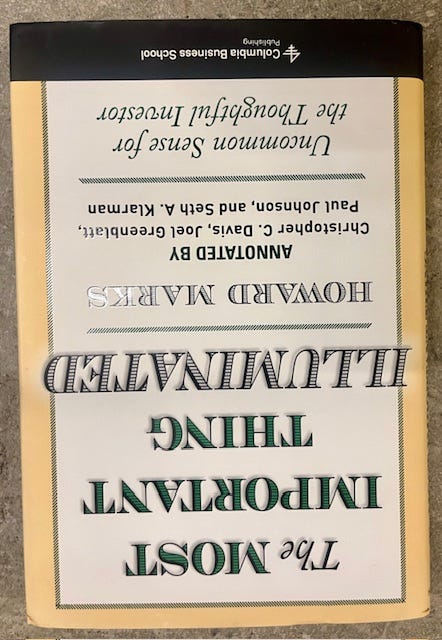 The MOST
IMPORTANT
THING
ILLUMINATED
HOWARD MARKS
ANNOTATED BY
Christopher C. Davis, Joel Greenblatt,
Paul Johnson, and Seth A. Klarman
Uncommon Sense for
the Thoughtful Investor
Columbia Business School
Publishing